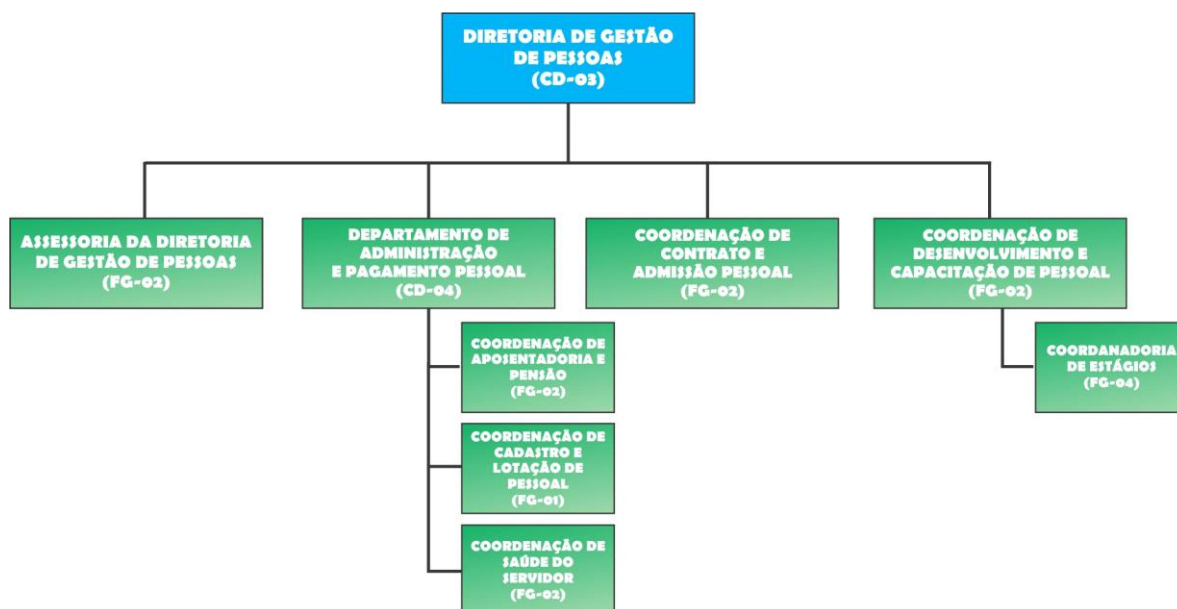 DIRETORIA DE GESTÃO
DE PESSOAS
(CD-03)
ASSESSORIA DA DIRETORIA
DE GESTÃO DE PESSOAS
(FG-02)
DEPARTAMENTO DE
ADMINISTRAÇÃO
E PAGAMENTO PESSOAL
(CD-04)
COORDENAÇÃO DE
CONTRATO E
ADMISSÃO PESSOAL
(FG-02)
COORDENAÇÃO DE
DESENVOLVIMENTO E
CAPACITAÇÃO DE PESSOAL
(FG-02)
COORDENAÇÃO DE
APOSENTADORIA E
PENSÃO
(FG-02)
COORDENAÇÃO DE
CADASTRO E
LOTAÇÃO DE
PESSOAL
(FG-01)
COORDENAÇÃO DE
SAÚDE DO
SERVIDOR
(FG-02)
COORDANADORIA
DE ESTÁGIOS
(FG-04)